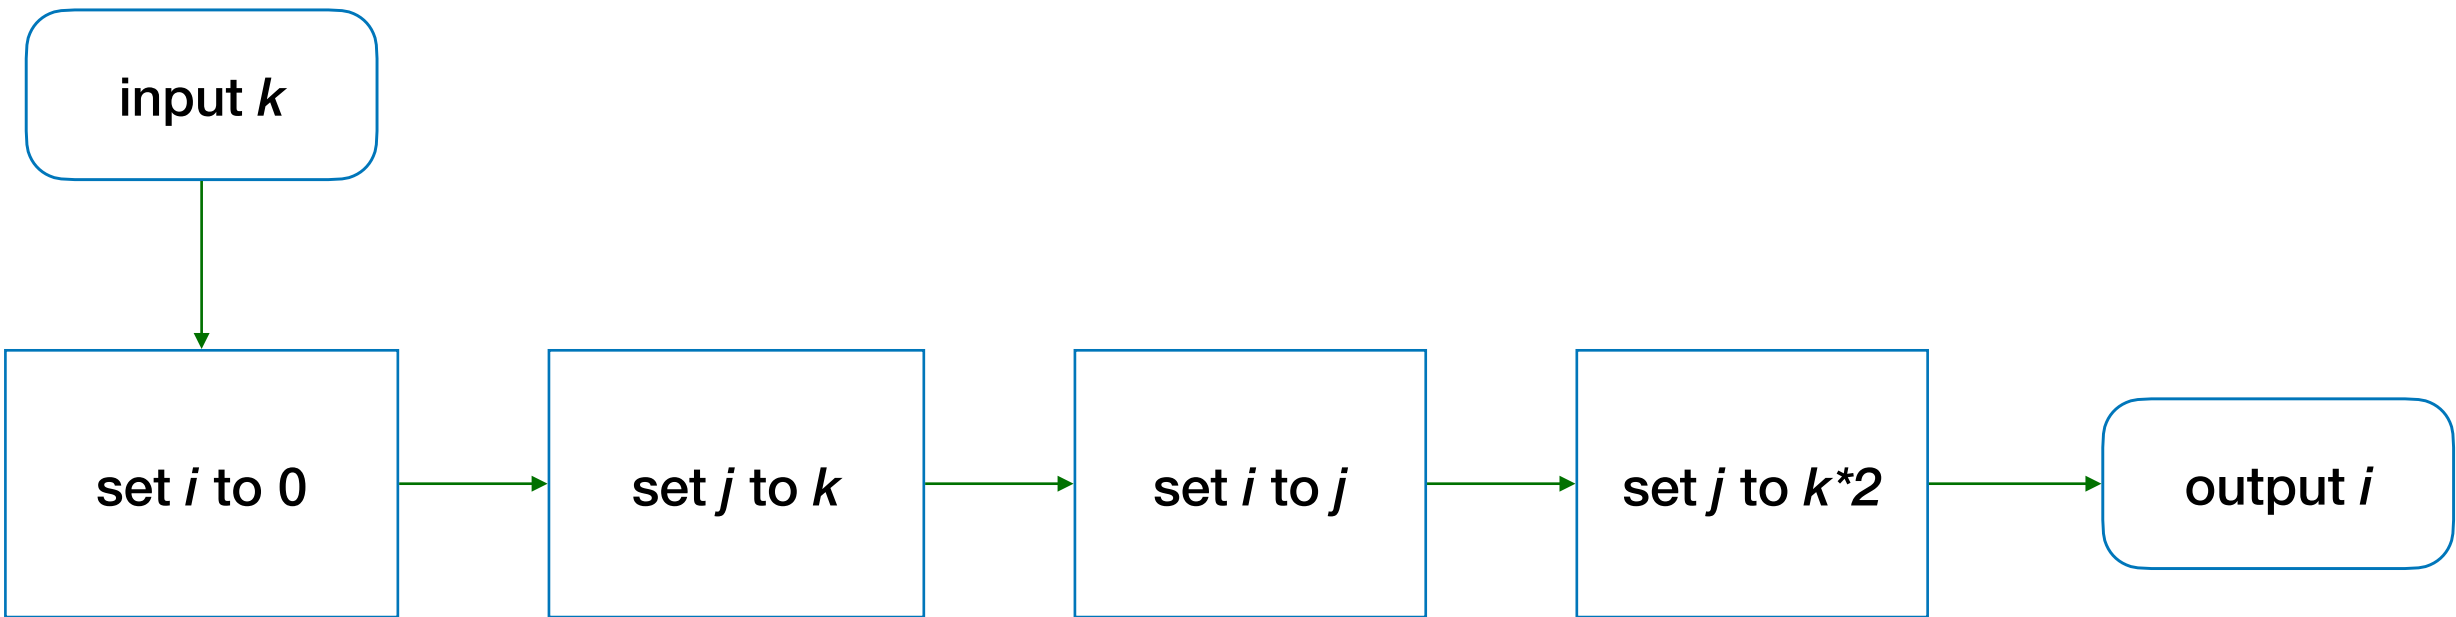 input k
set i to 0
set j to k
set i to j
set j to k*2
output i